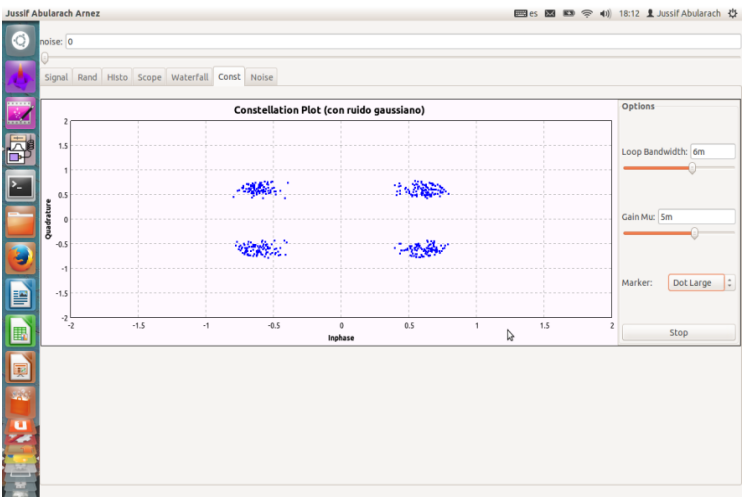 Jussif Abularach Arnez
es
18:12
Jussif Abularach
noise: 0
Signal Rand Histo Scope Waterfall Const Noise
Constellation Plot (con ruido gaussiano)
Options
Loop Bandwidth: 6m
Gain Mu: 5m
Marker: Dot Large
Stop
Quadrature
2
1.5
1
0.5
0
-0.5
-1
-1.5
-2
-2 -1.5 -1 -0.5 0 0.5 1 1.5 2
Inphase